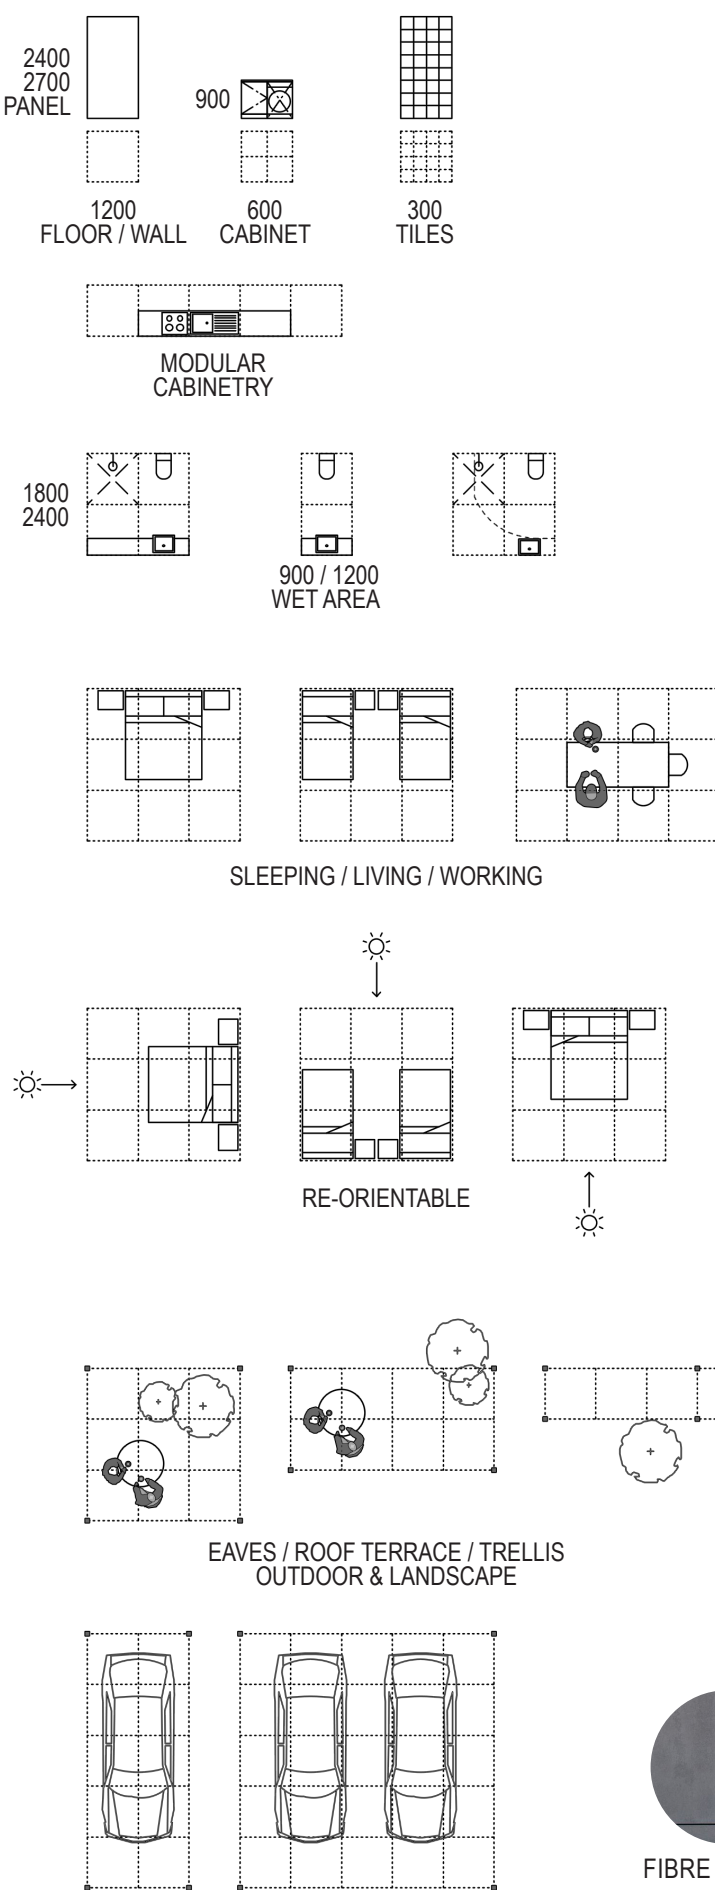 2400
2700
PANEL
900
1200
FLOOR / WALL
600
CABINET
300
TILES
MODULAR
CABINETRY
1800
2400
900 / 1200
WET AREA
SLEEPING / LIVING / WORKING
RE-ORIENTABLE
EAVES / ROOF TERRACE / TRELLIS
OUTDOOR & LANDSCAPE
FIBRE